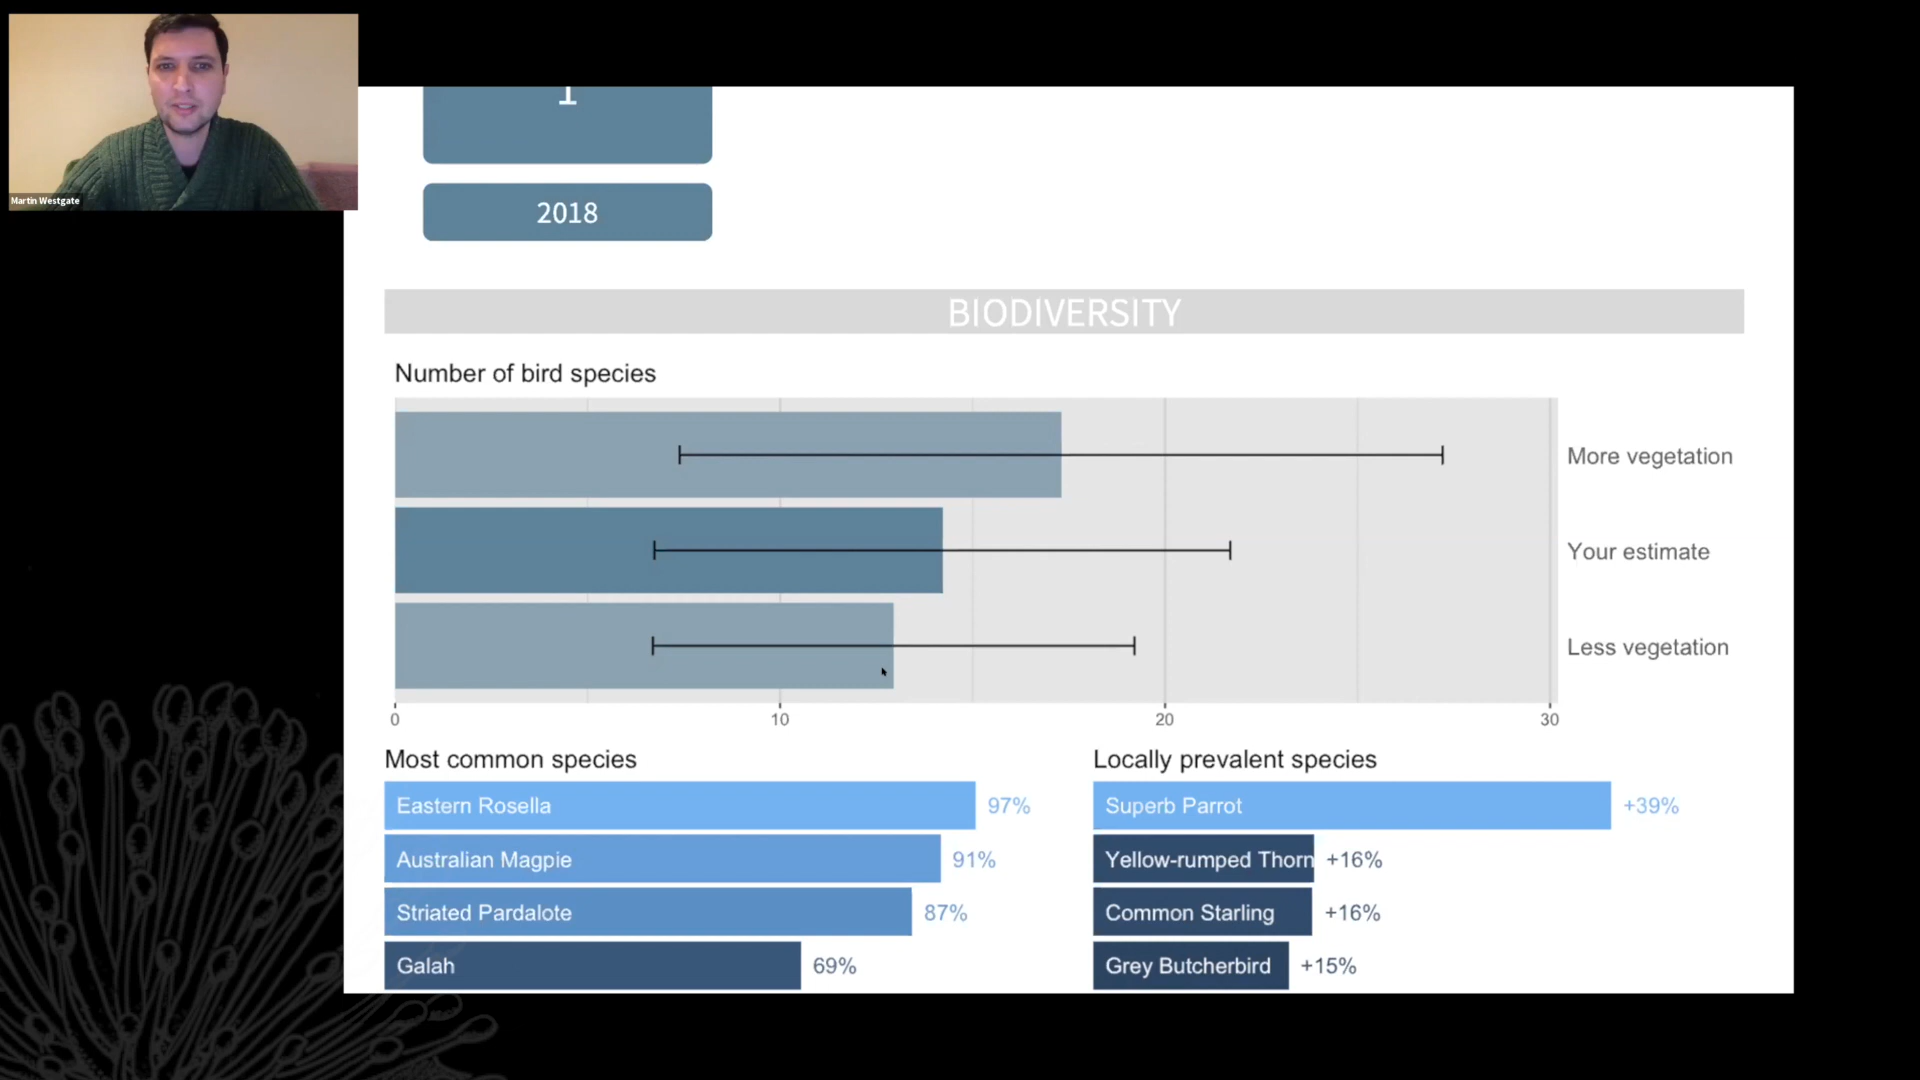 Martin Westgate
1
2018
BIODIVERSITY
Number of bird species
More vegetation
Your estimate
Less vegetation
0 10 20 30
Most common species
Eastern Rosella 97%
Australian Magpie 91%
Striated Pardalote 87%
Galah 69%
Locally prevalent species
Superb Parrot +39%
Yellow-rumped Thorn +16%
Common Starling +16%
Grey Butcherbird +15%